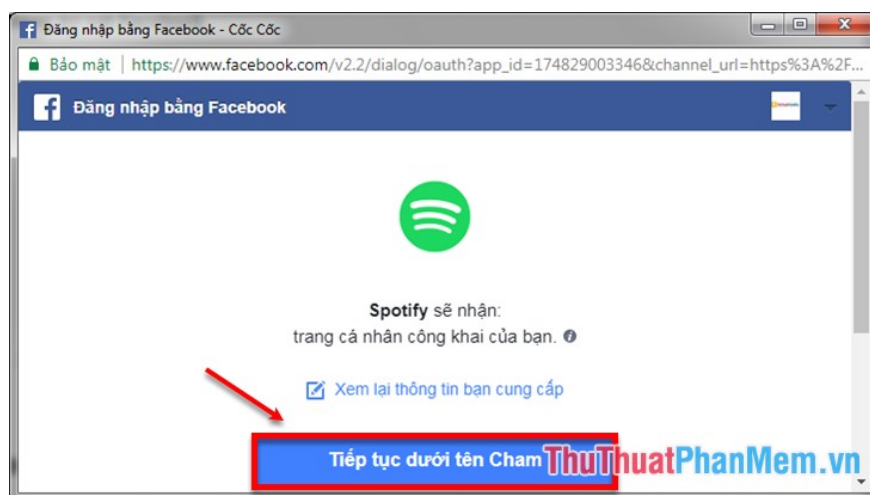 Đăng nhập bằng Facebook - Cốc Cốc
Bảo mật | https://www.facebook.com/v2.2/dialog/oauth?app_id=174829003346&channel_url=https%3A%2F...
Đăng nhập bằng Facebook
Spotify sẽ nhận:
trang cá nhân công khai của bạn.
Xem lại thông tin bạn cung cấp
Tiếp tục dưới tên Cham
ThuThuatPhanMem.vn